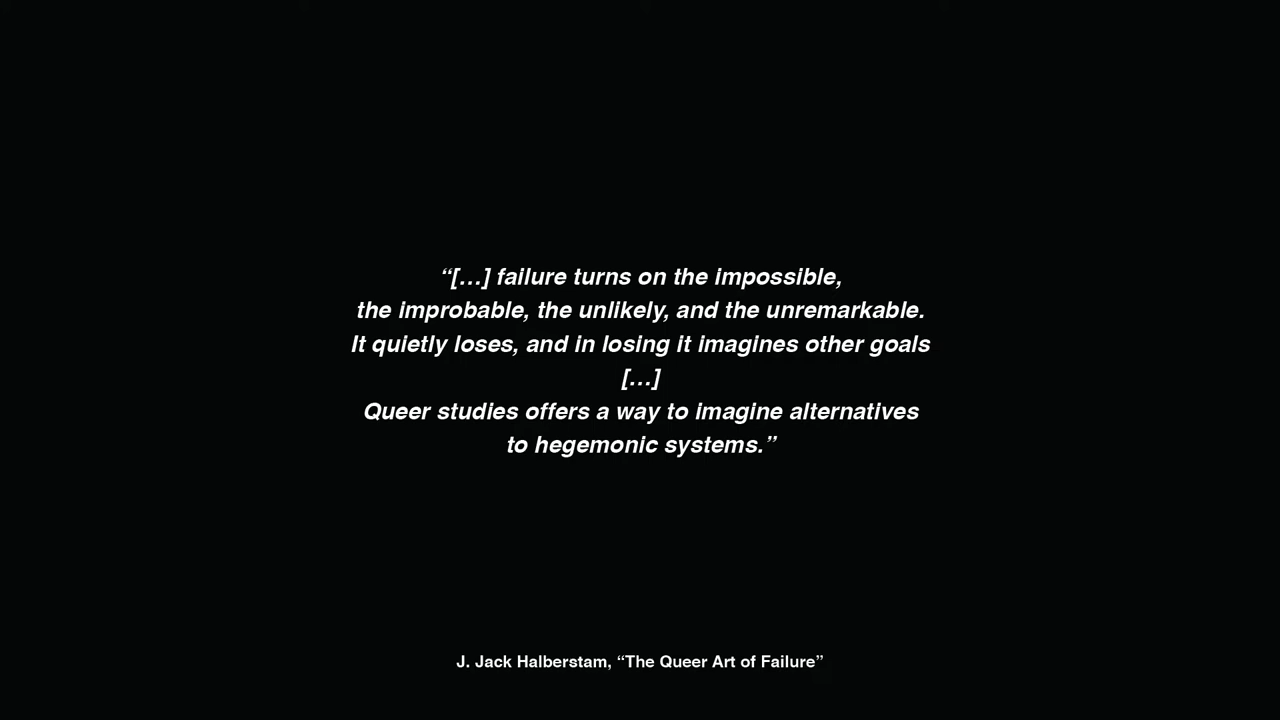 “[…] failure turns on the impossible,
the improbable, the unlikely, and the unremarkable.
It quietly loses, and in losing it imagines other goals
[…]
Queer studies offers a way to imagine alternatives
to hegemonic systems.”
J. Jack Halberstam, “The Queer Art of Failure”